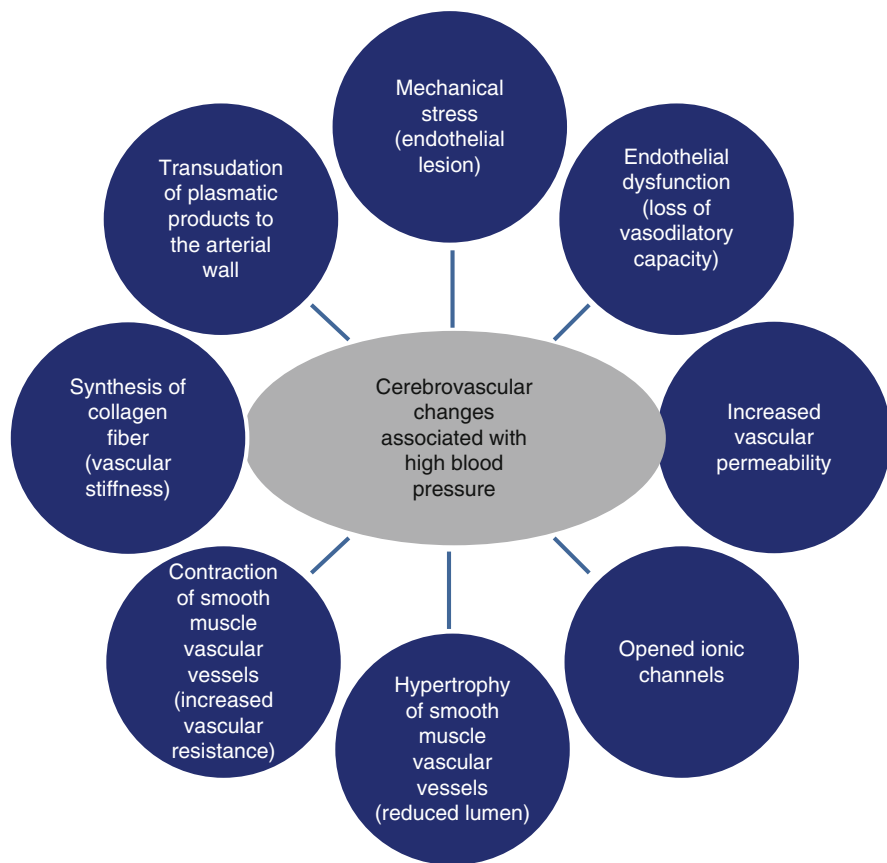 Mechanical
stress
(endothelial
lesion)
Endothelial
dysfunction
(loss of
vasodilatory
capacity)
Increased
vascular
permeability
Opened ionic
channels
Hypertrophy
of smooth
muscle
vascular
vessels
(reduced lumen)
Contraction
of smooth
muscle
vascular
vessels
(increased
vascular
resistance)
Synthesis of
collagen
fiber
(vascular
stiffness)
Transudation
of plasmatic
products to
the arterial
wall
Cerebrovascular
changes
associated with
high blood
pressure